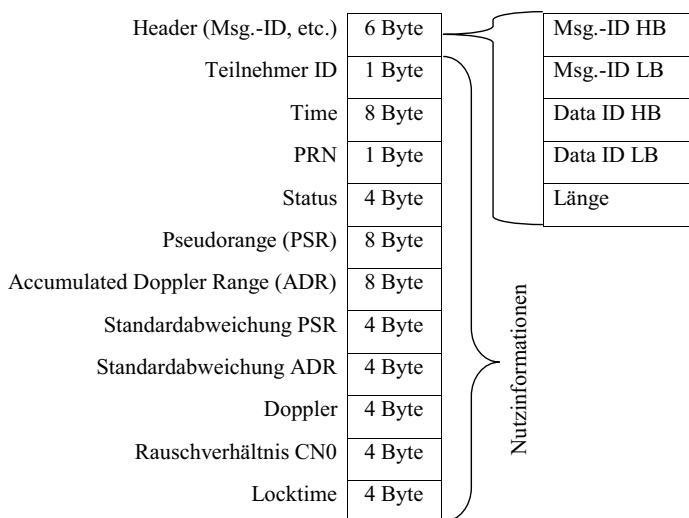 Header (Msg.-ID, etc.) 6 Byte Msg.-ID HB
Teilnehmer ID 1 Byte Msg.-ID LB
Time 8 Byte Data ID HB
PRN 1 Byte Data ID LB
Status 4 Byte Länge
Pseudorange (PSR) 8 Byte
Accumulated Doppler Range (ADR) 8 Byte
Standardabweichung PSR 4 Byte
Standardabweichung ADR 4 Byte
Doppler 4 Byte
Rauschverhältnis CN0 4 Byte
Locktime 4 Byte
Nutzinformationen